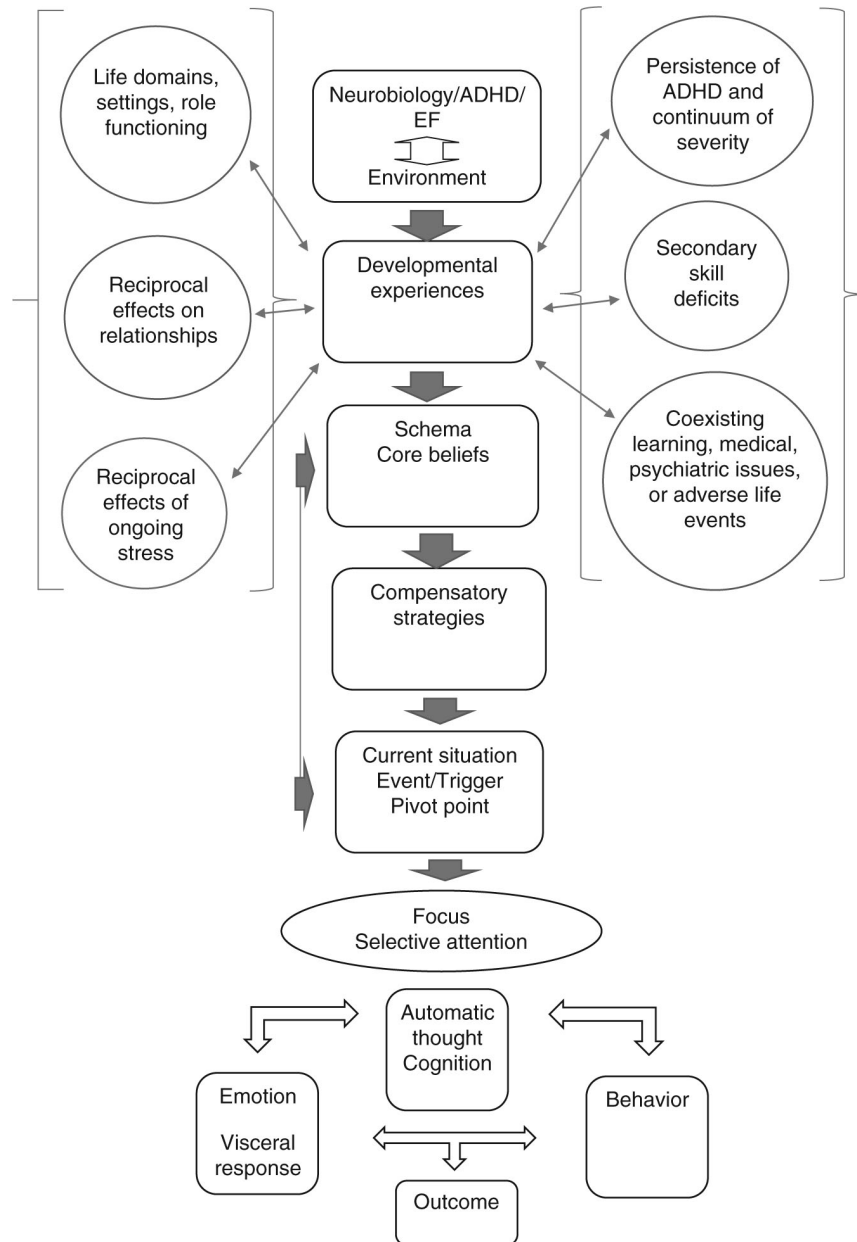 Life domains,
settings, role
functioning
Neurobiology/ADHD/
EF
Environment
Persistence of
ADHD and
continuum of
severity
Reciprocal
effects on
relationships
Developmental
experiences
Secondary
skill
deficits
Reciprocal
effects of
ongoing
stress
Schema
Core beliefs
Coexisting
learning, medical,
psychiatric issues,
or adverse life
events
Compensatory
strategies
Current situation
Event/Trigger
Pivot point
Focus
Selective attention
Automatic
thought
Cognition
Emotion
Visceral
response
Behavior
Outcome